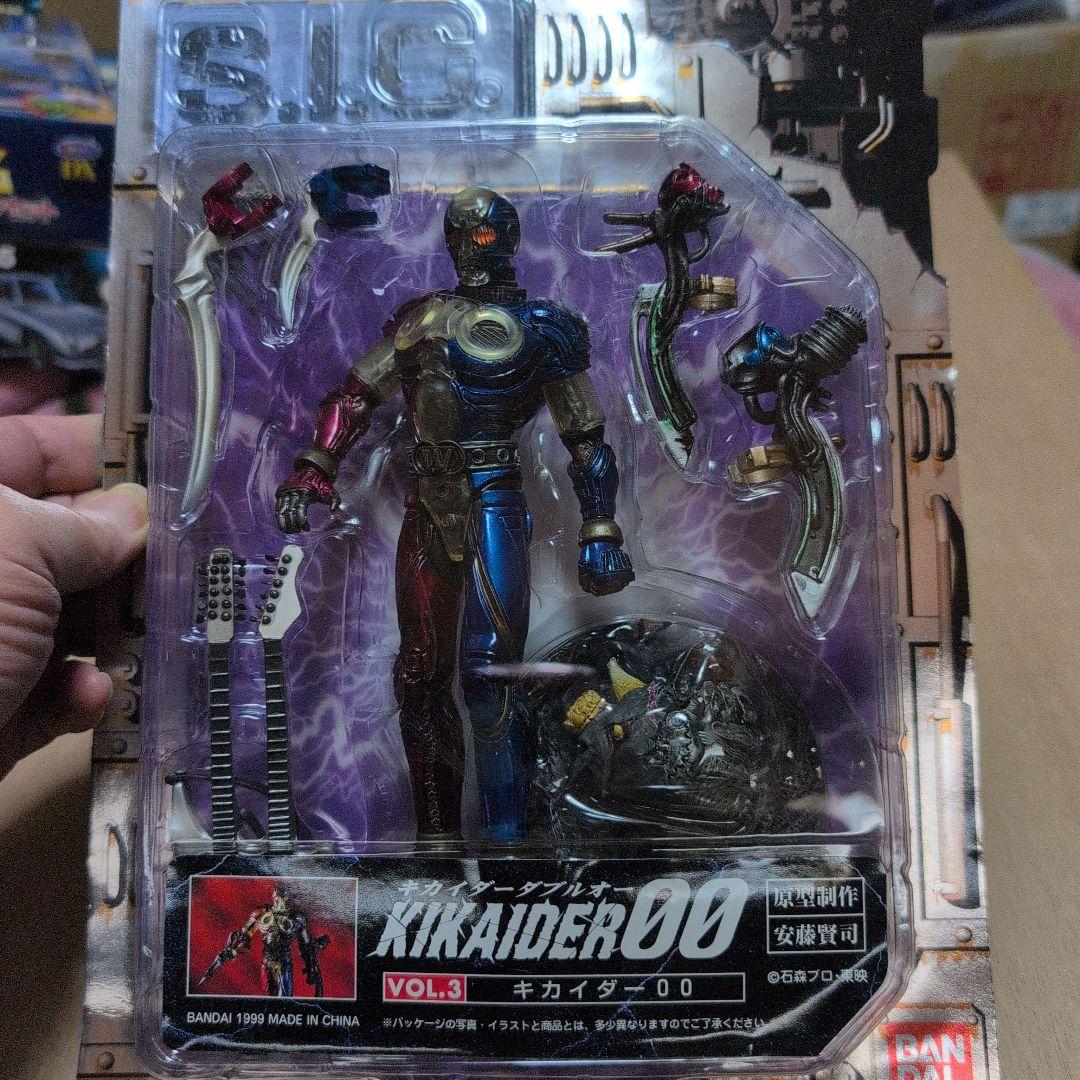 S.I.C.
キカイダーダブルオー
KIKAIDER00
原型制作
安藤賢司
VOL.3
キカイダー00
©石森プロ・東映
BANDAI 1999 MADE IN CHINA
※パッケージの写真・イラストと商品とは、多少異なりますのでご了承ください
BAN
DAI